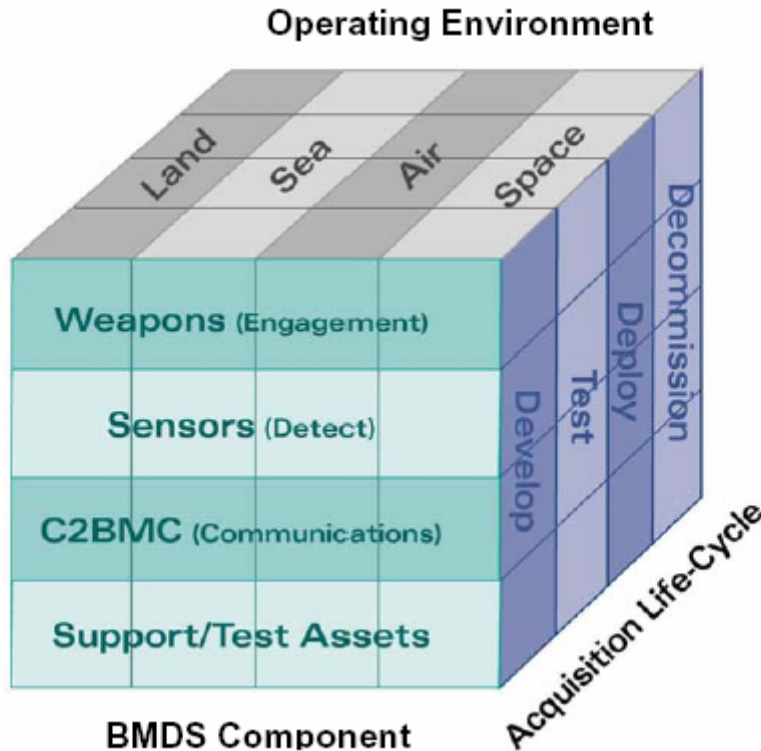 Operating Environment
Land
Sea
Air
Space
Weapons (Engagement)
Sensors (Detect)
C2BMC (Communications)
Support/Test Assets
Develop
Test
Deploy
Decommission
Acquisition Life-Cycle
BMDS Component